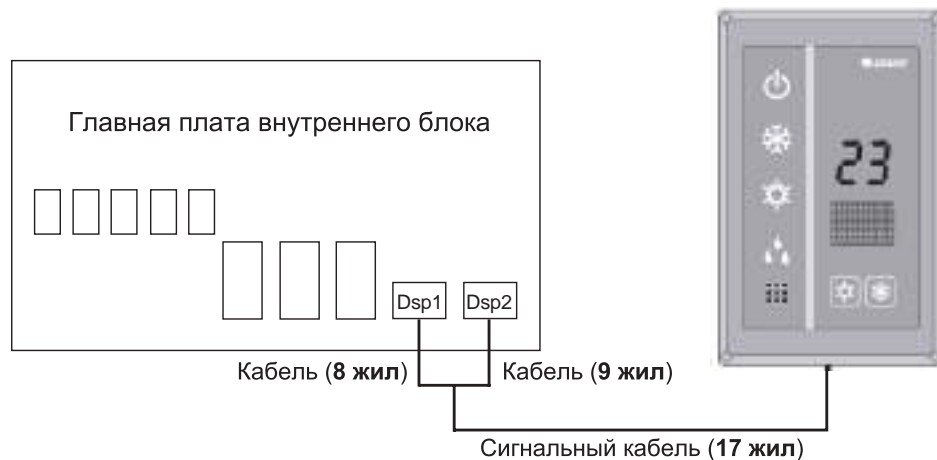 Главная плата внутреннего блока
23
Dsp1
Dsp2
Кабель (8 жил)
Кабель (9 жил)
Сигнальный кабель (17 жил)